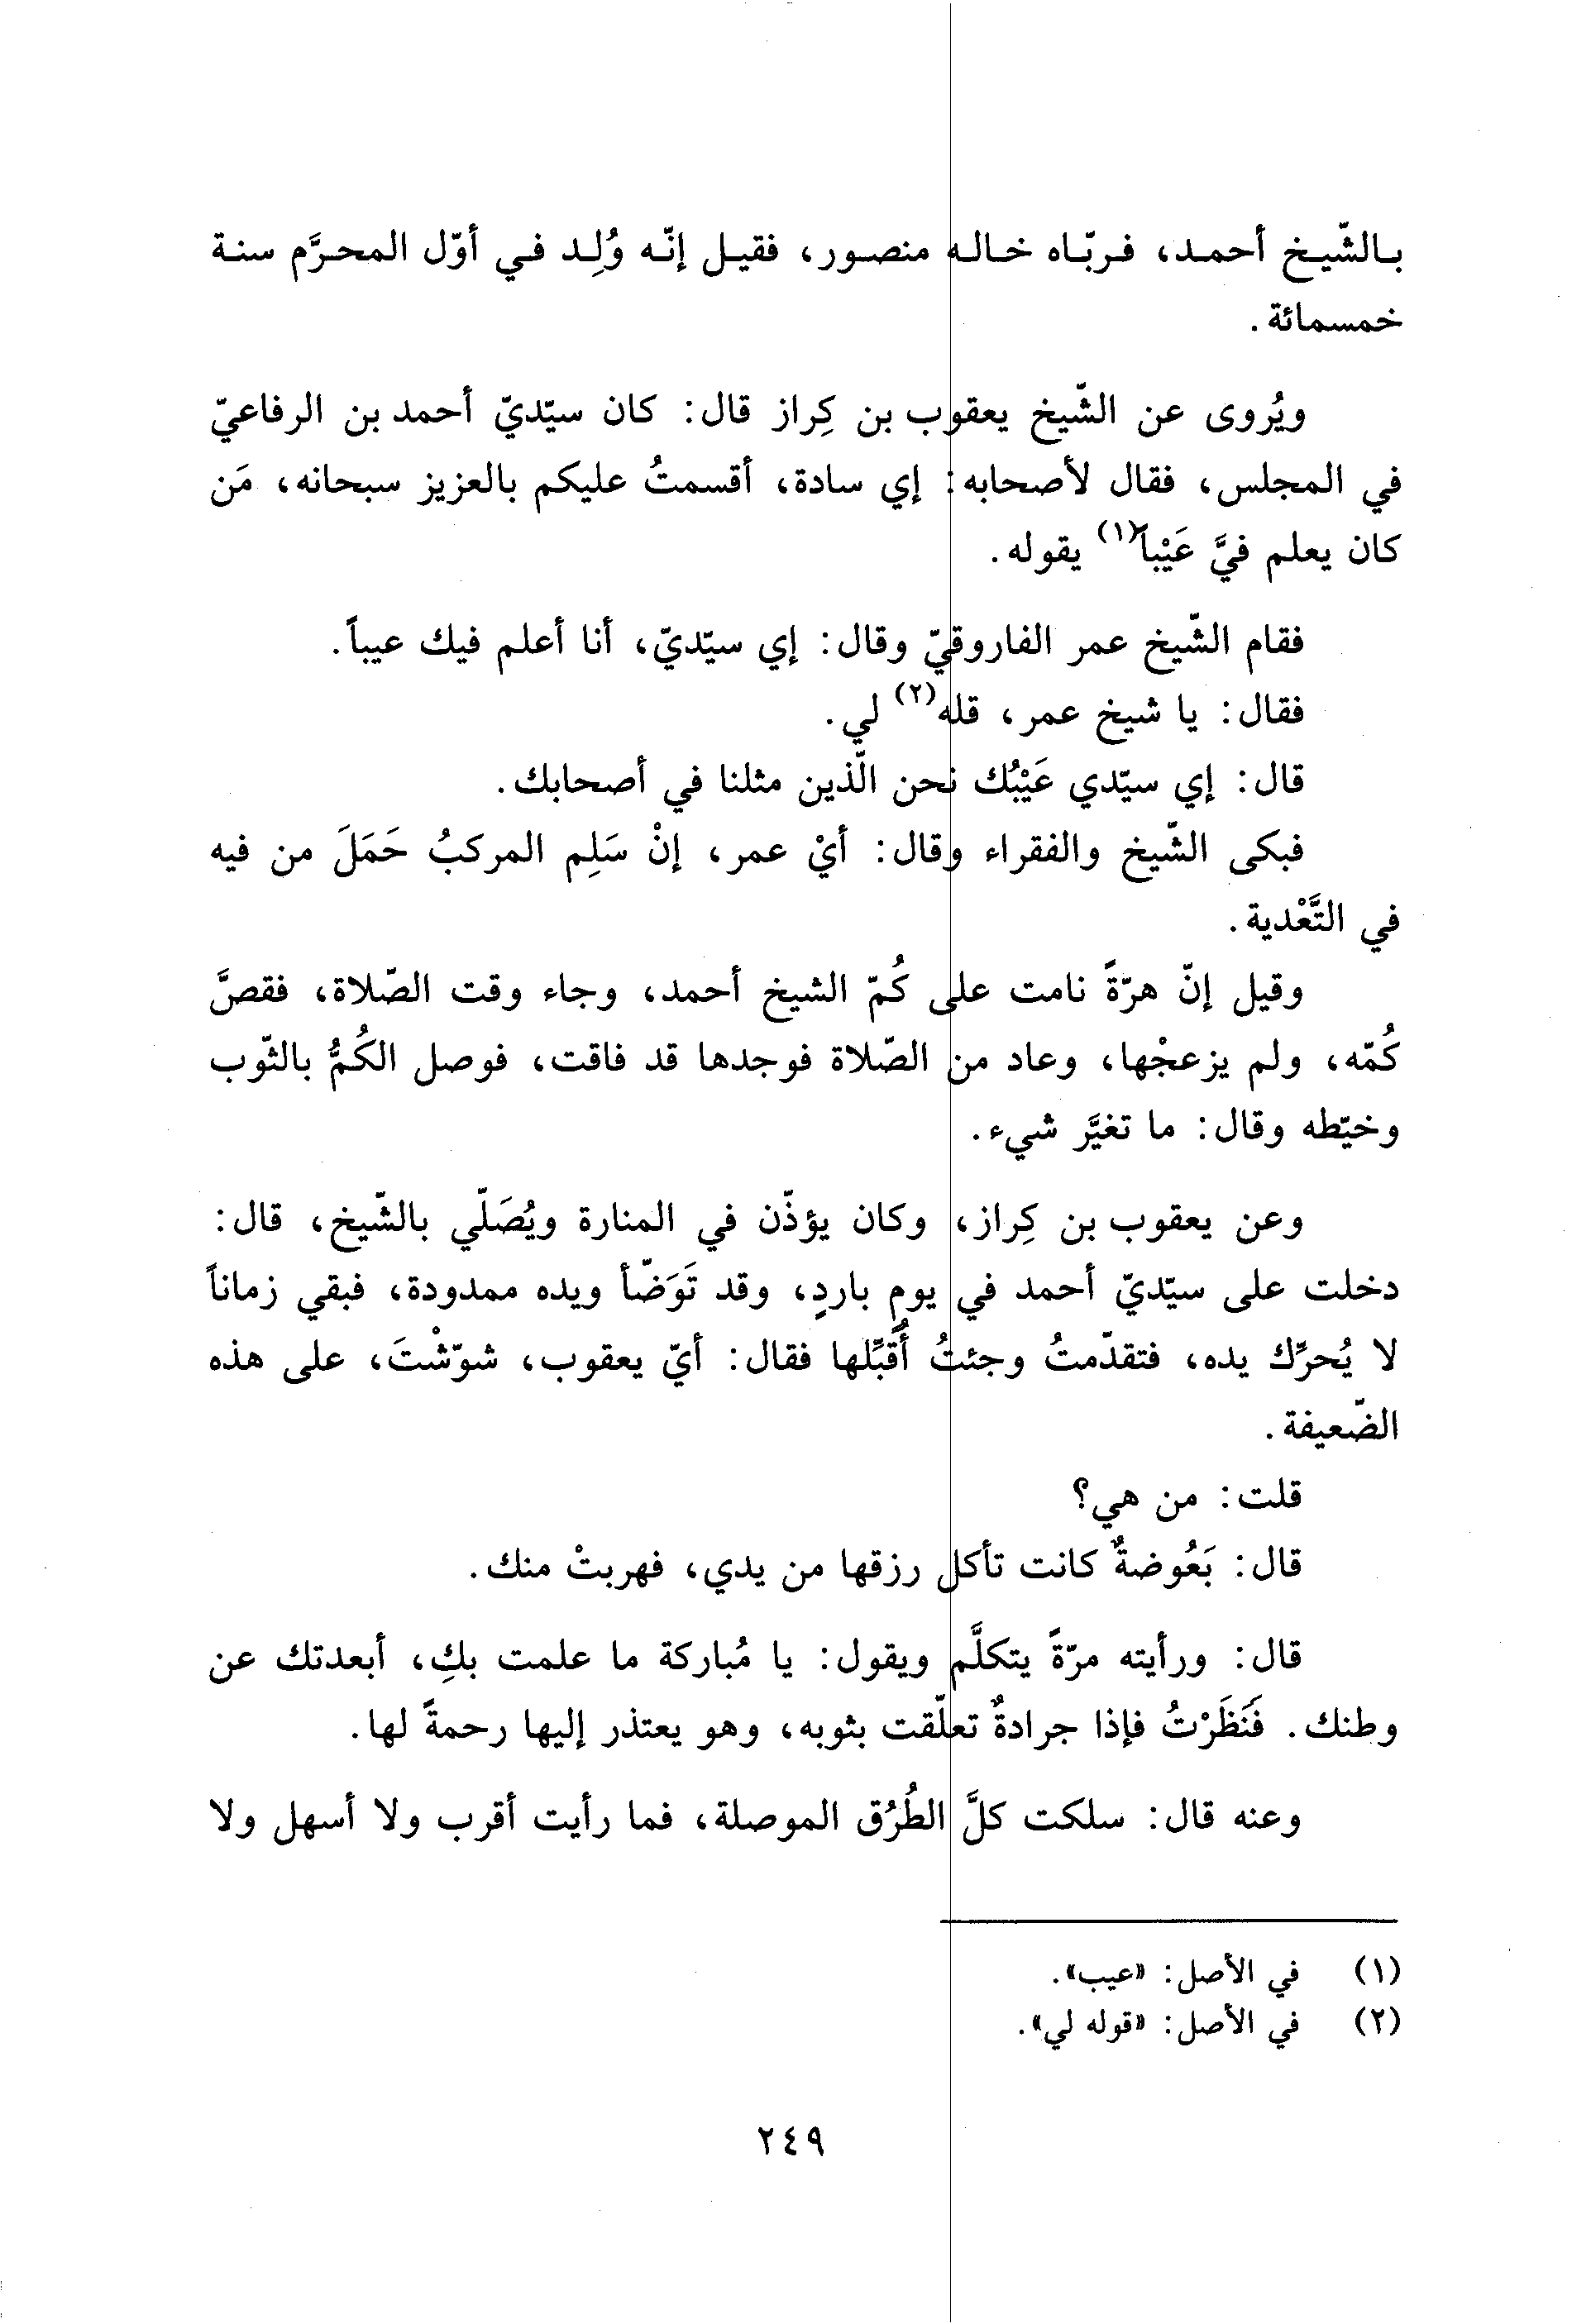 بالشّيخ أحمد، فربّاه خاله منصور، فقيل إنّه وُلِد في أوّل المحرَّم سنة
خمسمائة.
ويُروى عن الشّيخ يعقوب بن كِراز قال: كان سيّديّ أحمد بن الرفاعيّ
في المجلس، فقال لأصحابه: إي سادة، أقسمتُ عليكم بالعزيز سبحانه، مَن
كان يعلم فيَّ عَيْباً(١) يقوله.
فقام الشّيخ عمر الفاروقيّ وقال: إي سيّديّ، أنا أعلم فيك عيباً.
فقال: يا شيخ عمر، قله(٢) لي.
قال: إي سيّدي عَيْبُك نحن الّذين مثلنا في أصحابك.
فبكى الشّيخ والفقراء وقال: أيْ عمر، إنْ سَلِم المركبُ حَمَلَ من فيه
في التَّعْدية.
وقيل إنّ هرّةً نامت على كُمّ الشيخ أحمد، وجاء وقت الصّلاة، فقصَّ
كُمّه، ولم يزعجْها، وعاد من الصّلاة فوجدها قد فاقت، فوصل الكُمُّ بالثّوب
وخيّطه وقال: ما تغيَّر شيء.
وعن يعقوب بن كِراز، وكان يؤذّن في المنارة ويُصَلّي بالشّيخ، قال:
دخلت على سيّديّ أحمد في يومٍ باردٍ، وقد تَوَضّأ ويده ممدودة، فبقي زماناً
لا يُحرِّك يده، فتقدّمتُ وجئتُ أُقَبِّلها فقال: أيّ يعقوب، شوّشْتَ، على هذه
الضّعيفة.
قلت: من هي؟
قال: بَعُوضةٌ كانت تأكل رزقها من يدي، فهربتْ منك.
قال: ورأيته مرّةً يتكلَّم ويقول: يا مُباركة ما علمت بكِ، أبعدتك عن
وطنك. فَنَظَرْتُ فإذا جرادةٌ تعلّقت بثوبه، وهو يعتذر إليها رحمةً لها.
وعنه قال: سلكت كلَّ الطُرُق الموصلة، فما رأيت أقرب ولا أسهل ولا
(١) في الأصل: «عيب».
(٢) في الأصل: «قوله لي».
٢٤٩